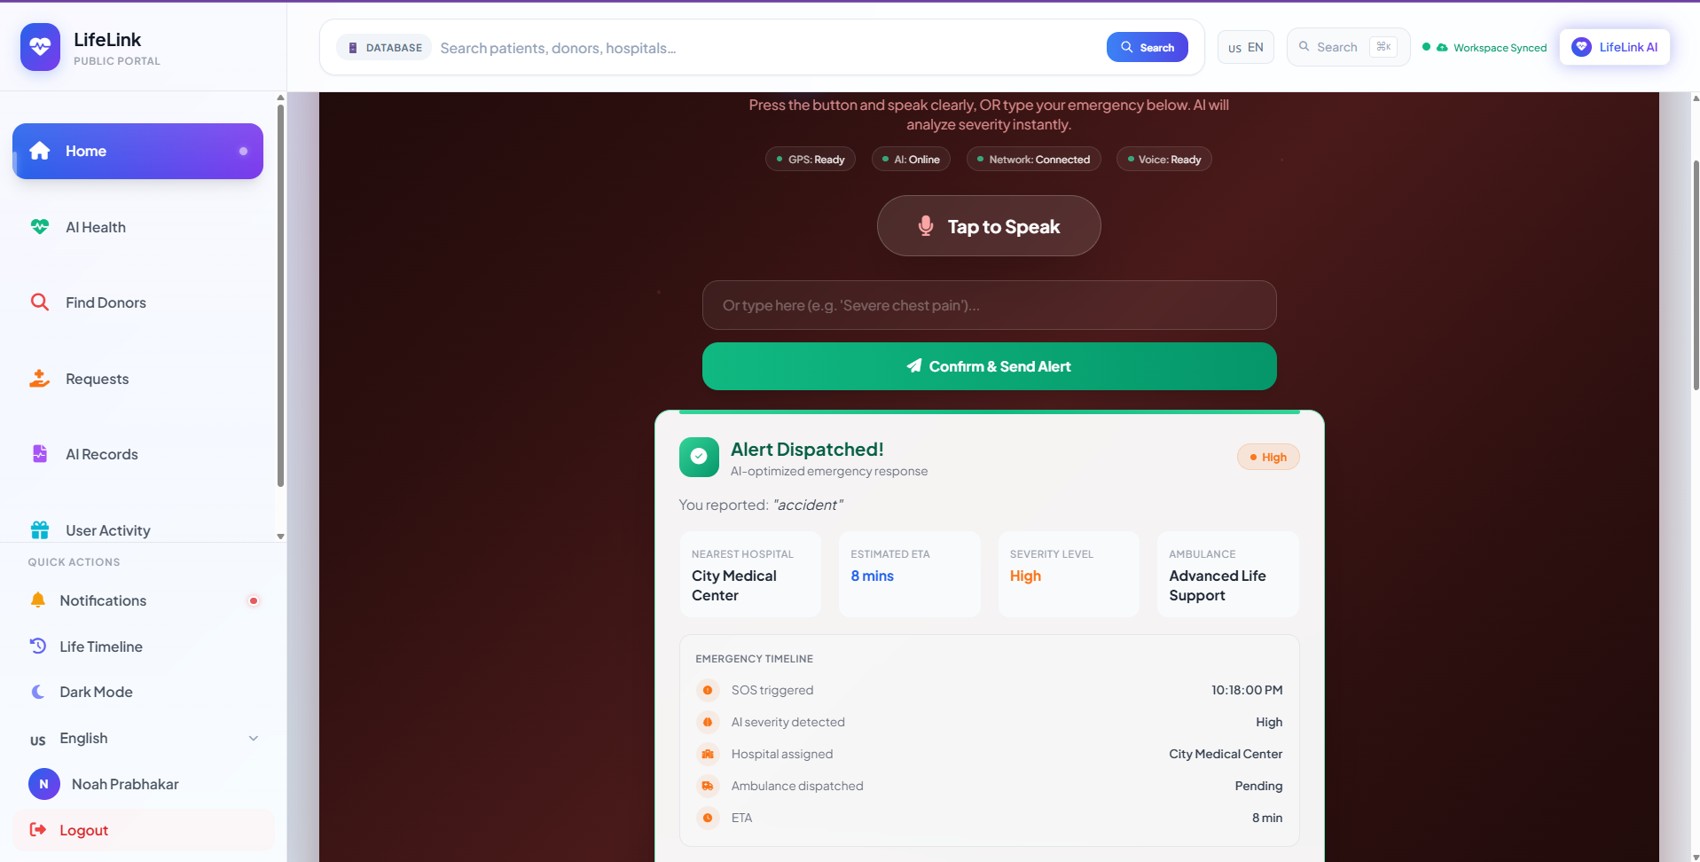 LifeLink
PUBLIC PORTAL
Home
AI Health
Find Donors
Requests
AI Records
User Activity
QUICK ACTIONS
Notifications
Life Timeline
Dark Mode
US English
N Noah Prabhakar
Logout
DATABASE Search patients, donors, hospitals... Search
US EN
Search ⌘K
Workspace Synced
LifeLink AI
Press the button and speak clearly, OR type your emergency below. AI will
analyze severity instantly.
GPS: Ready AI: Online Network: Connected Voice: Ready
Tap to Speak
Or type here (e.g. 'Severe chest pain')...
Confirm & Send Alert
Alert Dispatched!
AI-optimized emergency response
High
You reported: "accident"
NEAREST HOSPITAL
City Medical
Center
ESTIMATED ETA
8 mins
SEVERITY LEVEL
High
AMBULANCE
Advanced Life
Support
EMERGENCY TIMELINE
SOS triggered 10:18:00 PM
AI severity detected High
Hospital assigned City Medical Center
Ambulance dispatched Pending
ETA 8 min